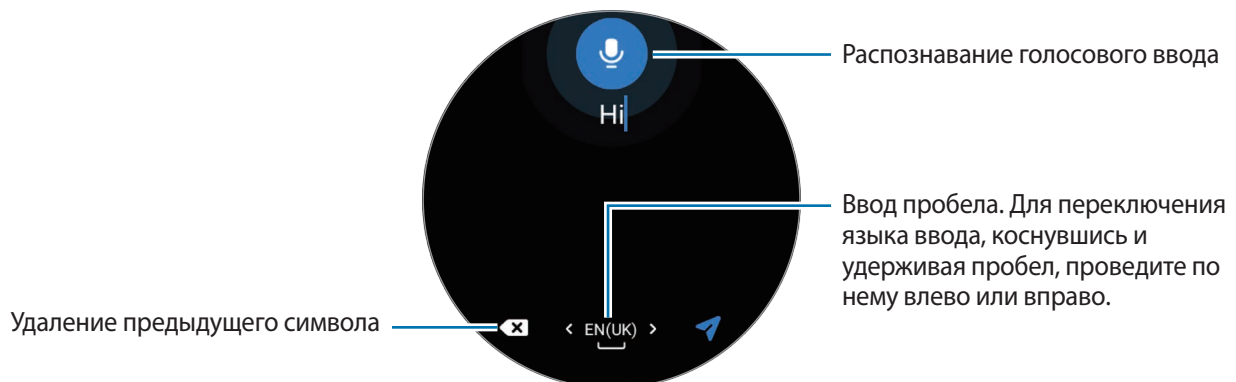 Распознавание голосового ввода
Hi
Ввод пробела. Для переключения
языка ввода, коснувшись и
удерживая пробел, проведите по
нему влево или вправо.
Удаление предыдущего символа
< EN(UK) >